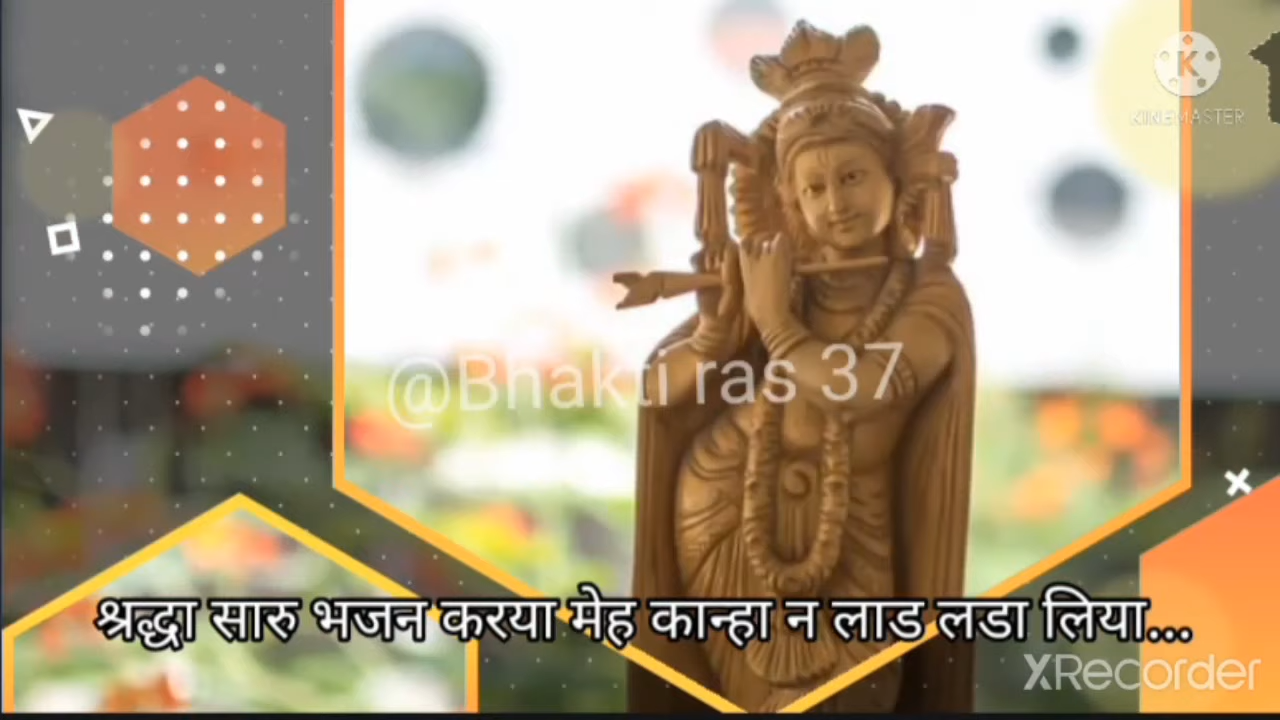 KINEMASTER
@Bhakti ras 37
श्रद्धा सारु भजन करया मेह कान्हा न लाड लडा लिया...
XRecorder